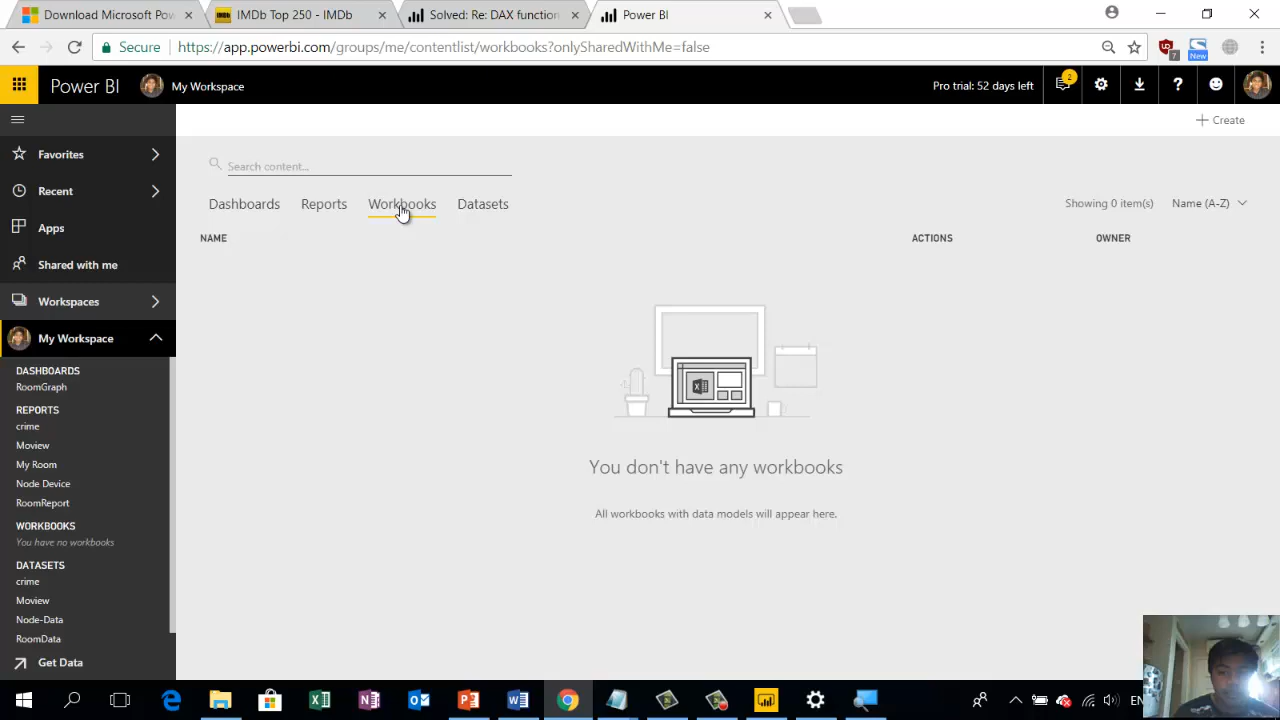 Download Microsoft Pow
IMDb Top 250 - IMDb
Solved: Re: DAX function
Power BI
Secure
https://app.powerbi.com/groups/me/contentlist/workbooks?onlySharedWithMe=false
7
New
Power BI
My Workspace
Pro trial: 52 days left
2
Create
Favorites
Recent
Apps
Shared with me
Workspaces
My Workspace
DASHBOARDS
RoomGraph
REPORTS
crime
Moview
My Room
Node Device
RoomReport
WORKBOOKS
You have no workbooks
DATASETS
crime
Moview
Node-Data
RoomData
Get Data
Search content...
Dashboards Reports Workbooks Datasets
Showing 0 item(s) Name (A-Z)
NAME ACTIONS OWNER
You don't have any workbooks
All workbooks with data models will appear here.